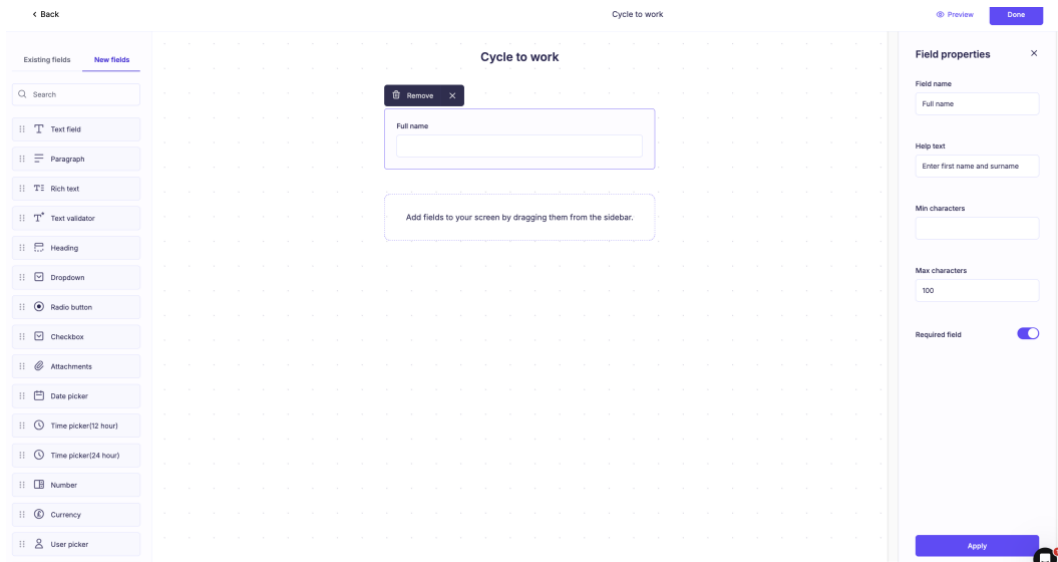 Back
Cycle to work
Preview
Done
Existing fields
New fields
Search
Text field
Paragraph
Rich text
Text validator
Heading
Dropdown
Radio button
Checkbox
Attachments
Date picker
Time picker(12 hour)
Time picker(24 hour)
Number
Currency
User picker
Cycle to work
Remove
Full name
Add fields to your screen by dragging them from the sidebar.
Field properties
Field name
Full name
Help text
Enter first name and surname
Min characters
Max characters
100
Required field
Apply